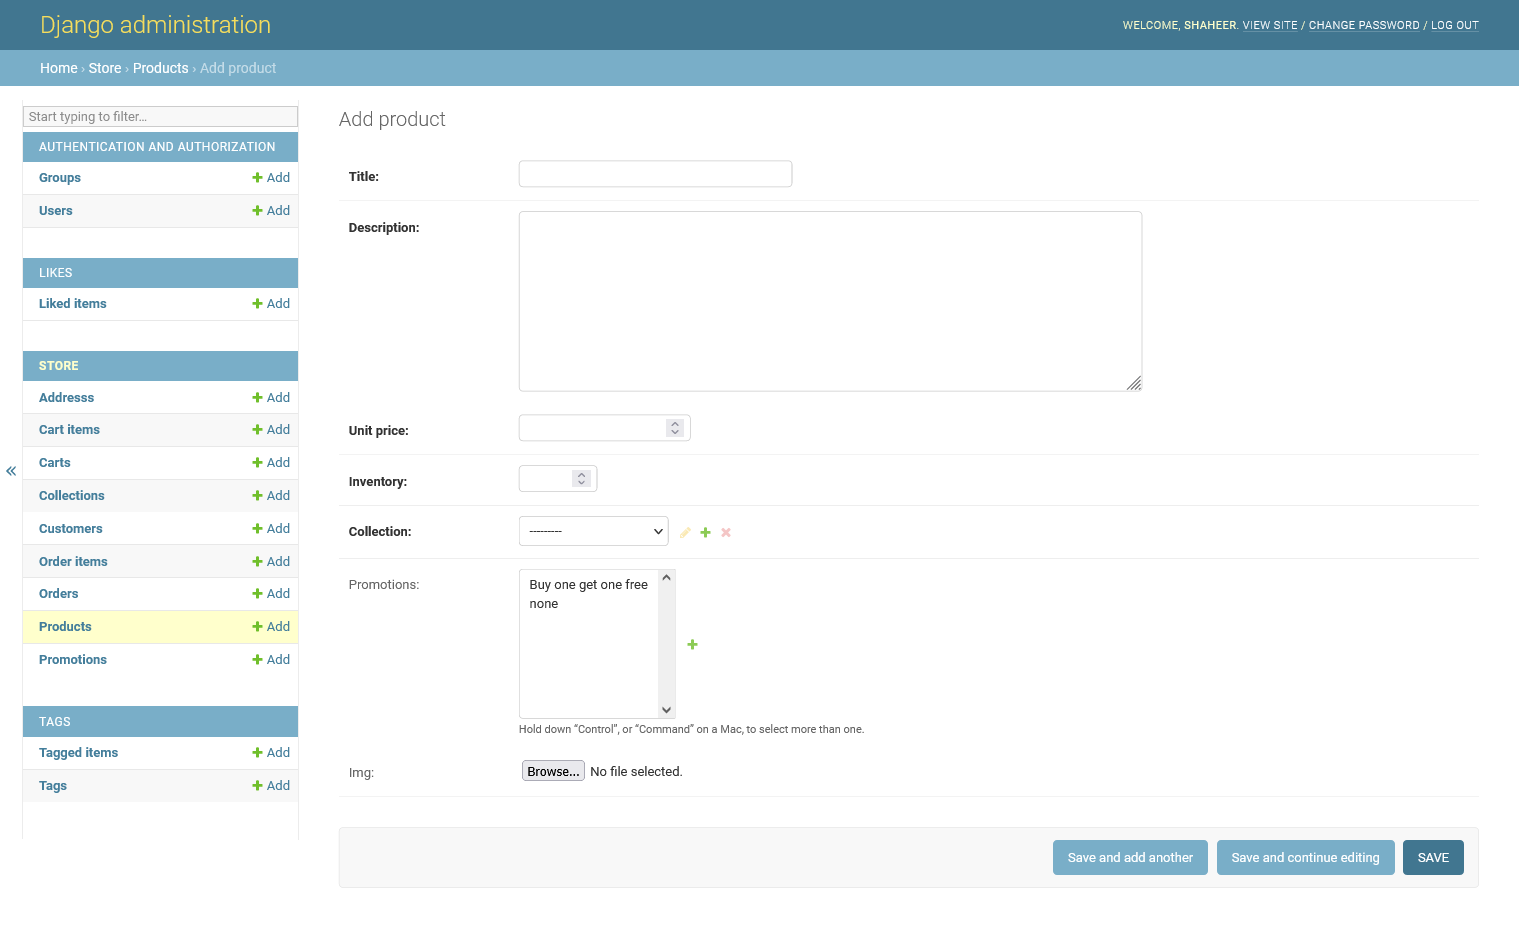 Django administration
WELCOME, SHAHEER. VIEW SITE / CHANGE PASSWORD / LOG OUT
Home › Store › Products › Add product
Start typing to filter...
AUTHENTICATION AND AUTHORIZATION
Groups Add
Users Add
LIKES
Liked items Add
STORE
Addresss Add
Cart items Add
Carts Add
Collections Add
Customers Add
Order items Add
Orders Add
Products Add
Promotions Add
TAGS
Tagged items Add
Tags Add
«
Add product
Title:
Description:
Unit price:
Inventory:
Collection: ---------
Promotions: Buy one get one free
none
Hold down “Control”, or “Command” on a Mac, to select more than one.
Img: Browse... No file selected.
Save and add another Save and continue editing SAVE